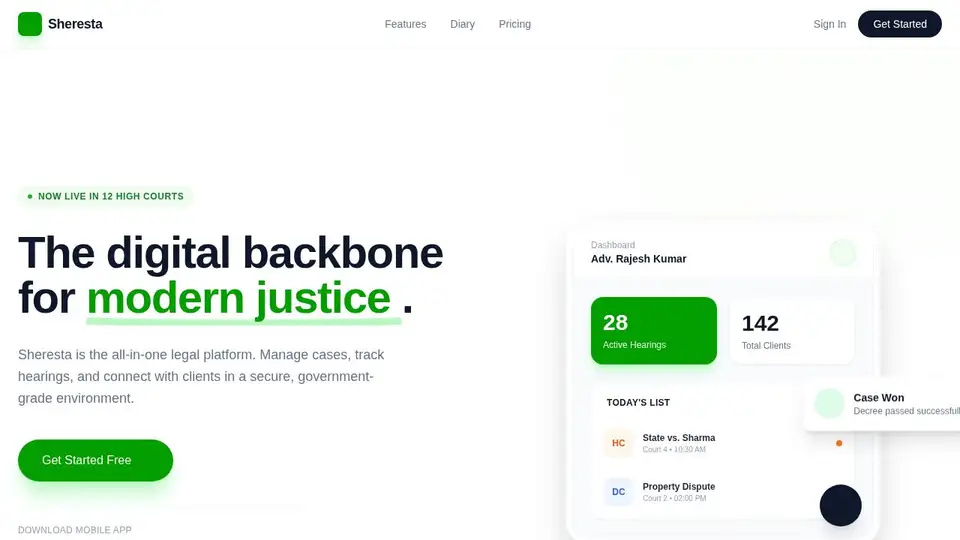 Sheresta
Features
Diary
Pricing
Sign In
Get Started
NOW LIVE IN 12 HIGH COURTS
The digital backbone
for modern justice .
Sheresta is the all-in-one legal platform. Manage cases, track
hearings, and connect with clients in a secure, government-
grade environment.
Get Started Free
DOWNLOAD MOBILE APP
Dashboard
Adv. Rajesh Kumar
28
Active Hearings
142
Total Clients
TODAY'S LIST
HC
State vs. Sharma
Court 4 • 10:30 AM
DC
Property Dispute
Court 2 • 02:00 PM
Case Won
Decree passed successfull